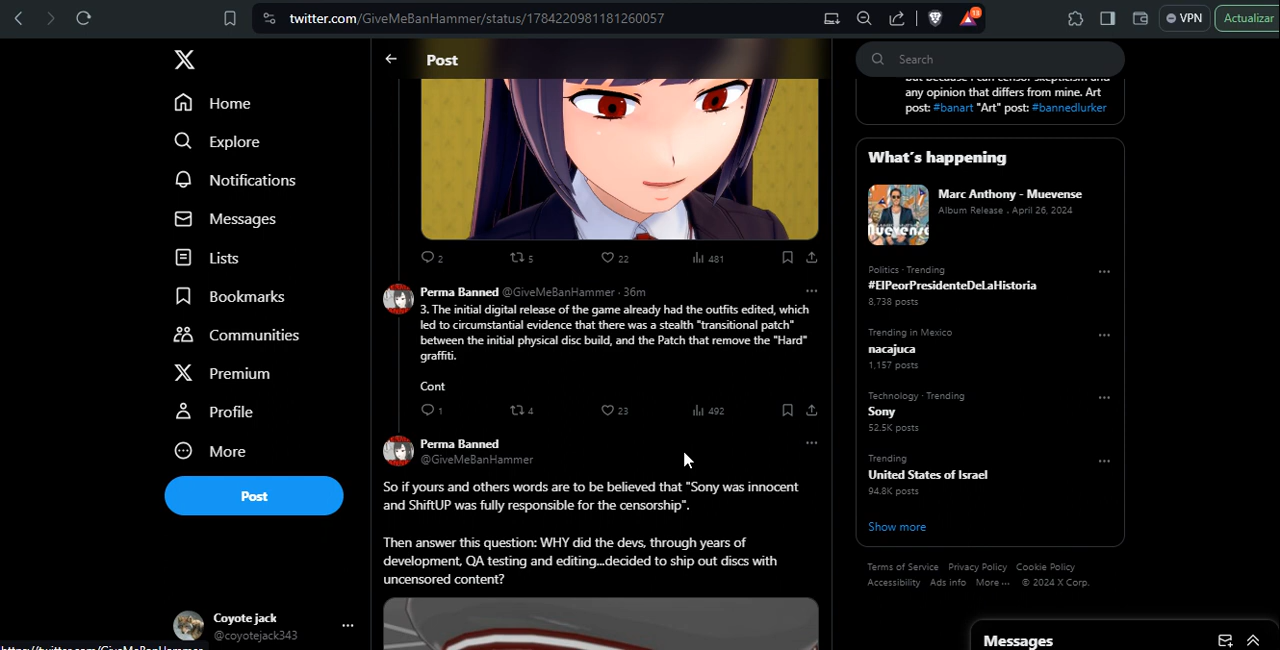 twitter.com/GiveMeBanHammer/status/1784220981181260057
18
VPN
Actualizar
Home
Explore
Notifications
Messages
Lists
Bookmarks
Communities
Premium
Profile
More
Post
Coyote jack
@coyotejack343
Post
2
5
22
481
Perma Banned @GiveMeBanHammer · 36m
3. The initial digital release of the game already had the outfits edited, which
led to circumstantial evidence that there was a stealth "transitional patch"
between the initial physical disc build, and the Patch that remove the "Hard"
graffiti.
Cont
1
4
23
492
Perma Banned
@GiveMeBanHammer
So if yours and others words are to be believed that "Sony was innocent
and ShiftUP was fully responsible for the censorship".
Then answer this question: WHY did the devs, through years of
development, QA testing and editing...decided to ship out discs with
uncensored content?
Search
but because I can censor skepticism and
any opinion that differs from mine. Art
post: #banart "Art" post: #bannedlurker
What's happening
Marc Anthony - Muevense
Album Release . April 26, 2024
Politics · Trending
#ElPeorPresidenteDeLaHistoria
8,738 posts
Trending in Mexico
nacajuca
1,157 posts
Technology · Trending
Sony
52.5K posts
Trending
United States of Israel
94.8K posts
Show more
Terms of Service Privacy Policy Cookie Policy
Accessibility Ads info More ··· © 2024 X Corp.
Messages